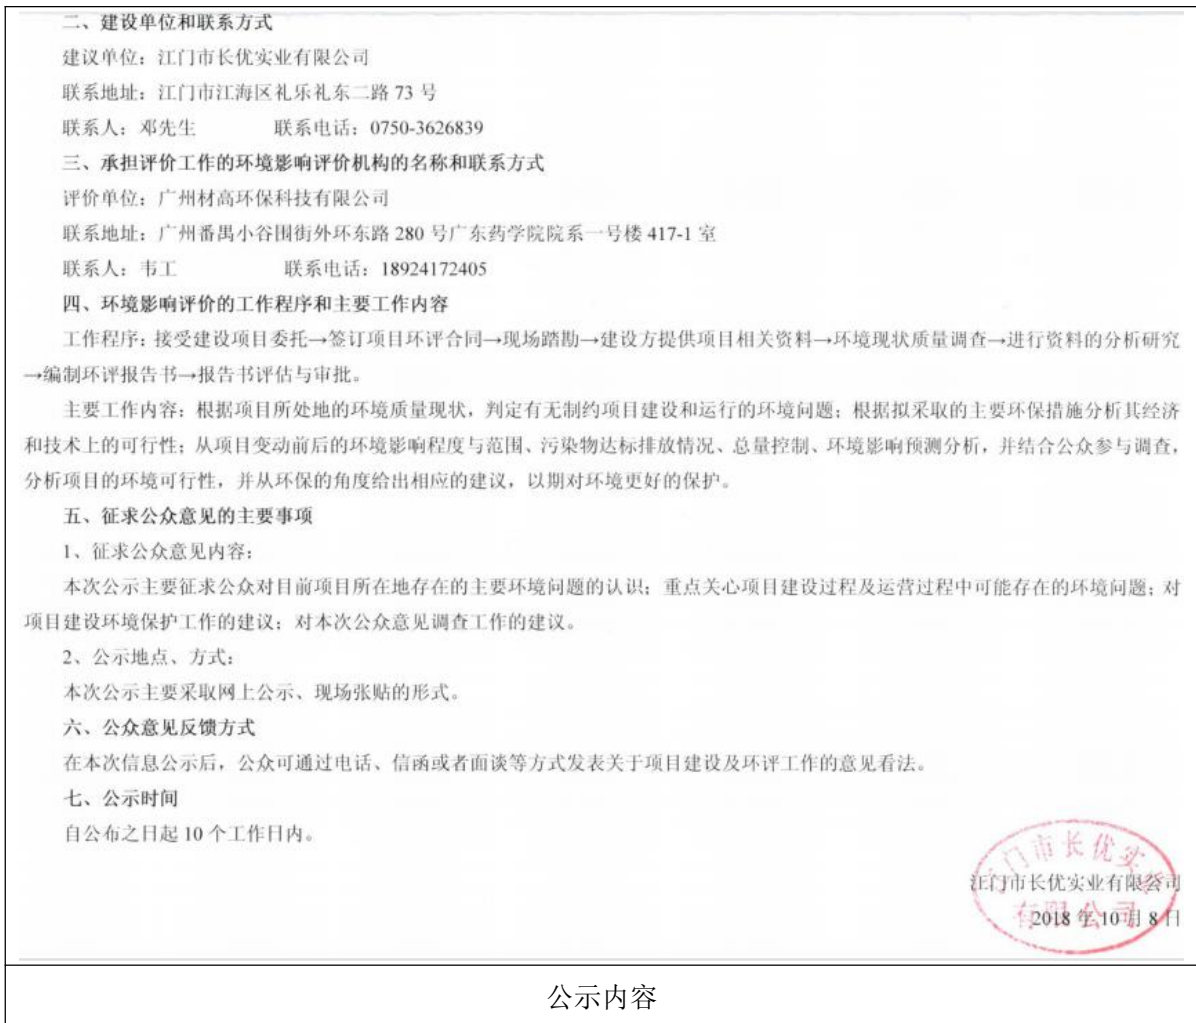 二、建设单位和联系方式
建议单位：江门市长优实业有限公司
联系地址：江门市江海区礼乐礼东二路 73 号
联系人：邓先生 联系电话：0750-3626839
三、承担评价工作的环境影响评价机构的名称和联系方式
评价单位：广州材高环保科技有限公司
联系地址：广州番禺小谷围街外环东路 280 号广东药学院院系一号楼 417-1 室
联系人：韦工 联系电话：18924172405
四、环境影响评价的工作程序和主要工作内容
工作程序：接受建设项目委托→签订项目环评合同→现场踏勘→建设方提供项目相关资料→环境现状质量调查→进行资料的分析研究
→编制环评报告书→报告书评估与审批。
主要工作内容：根据项目所处地的环境质量现状，判定有无制约项目建设和运行的环境问题；根据拟采取的主要环保措施分析其经济
和技术上的可行性；从项目变动前后的环境影响程度与范围、污染物达标排放情况、总量控制、环境影响预测分析，并结合公众参与调查，
分析项目的环境可行性，并从环保的角度给出相应的建议，以期对环境更好的保护。
五、征求公众意见的主要事项
1、征求公众意见内容：
本次公示主要征求公众对目前项目所在地存在的主要环境问题的认识；重点关心项目建设过程及运营过程中可能存在的环境问题；对
项目建设环境保护工作的建议；对本次公众意见调查工作的建议。
2、公示地点、方式：
本次公示主要采取网上公示、现场张贴的形式。
六、公众意见反馈方式
在本次信息公示后，公众可通过电话、信函或者面谈等方式发表关于项目建设及环评工作的意见看法。
七、公示时间
自公布之日起 10 个工作日内。
江门市长优实业有限公司
江门市长优实业有限公司
2018 年 10 月 8 日
公示内容